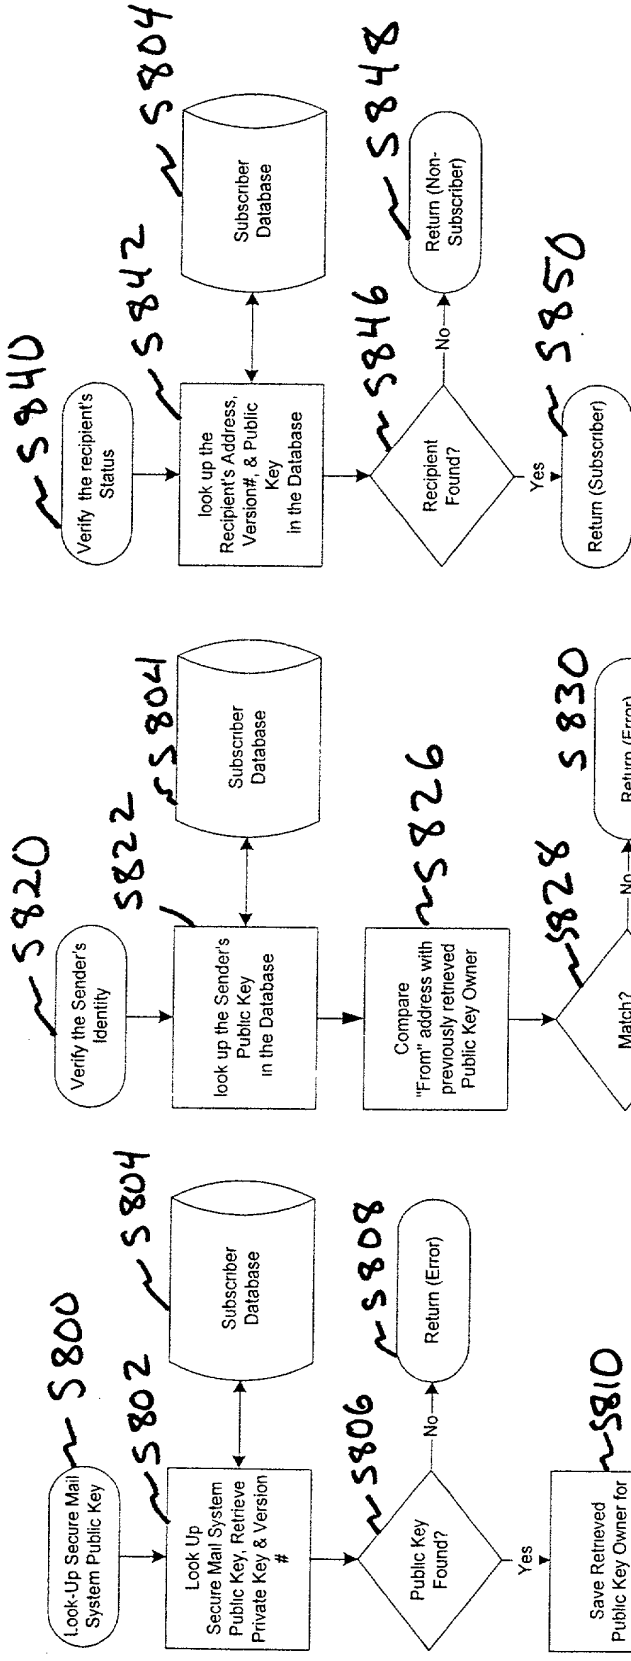 Look-Up Secure Mail
System Public Key
S800
Look Up
Secure Mail System
Public Key, Retrieve
Private Key & Version
#
S802
Subscriber
Database
S804
Public Key
Found?
S806
No
Return (Error)
S808
Yes
Save Retrieved
Public Key Owner for
S810
Verify the Sender's
Identity
S820
look up the Sender's
Public Key
in the Database
S822
Subscriber
Database
S804
Compare
"From" address with
previously retrieved
Public Key Owner
S826
Match?
S828
No
Return (Error)
S830
Verify the recipient's
Status
S840
look up the
Recipient's Address,
Version#, & Public
Key
in the Database
S842
Subscriber
Database
S804
Recipient
Found?
S846
No
Return (Non-
Subscriber)
S848
Yes
Return (Subscriber)
S850